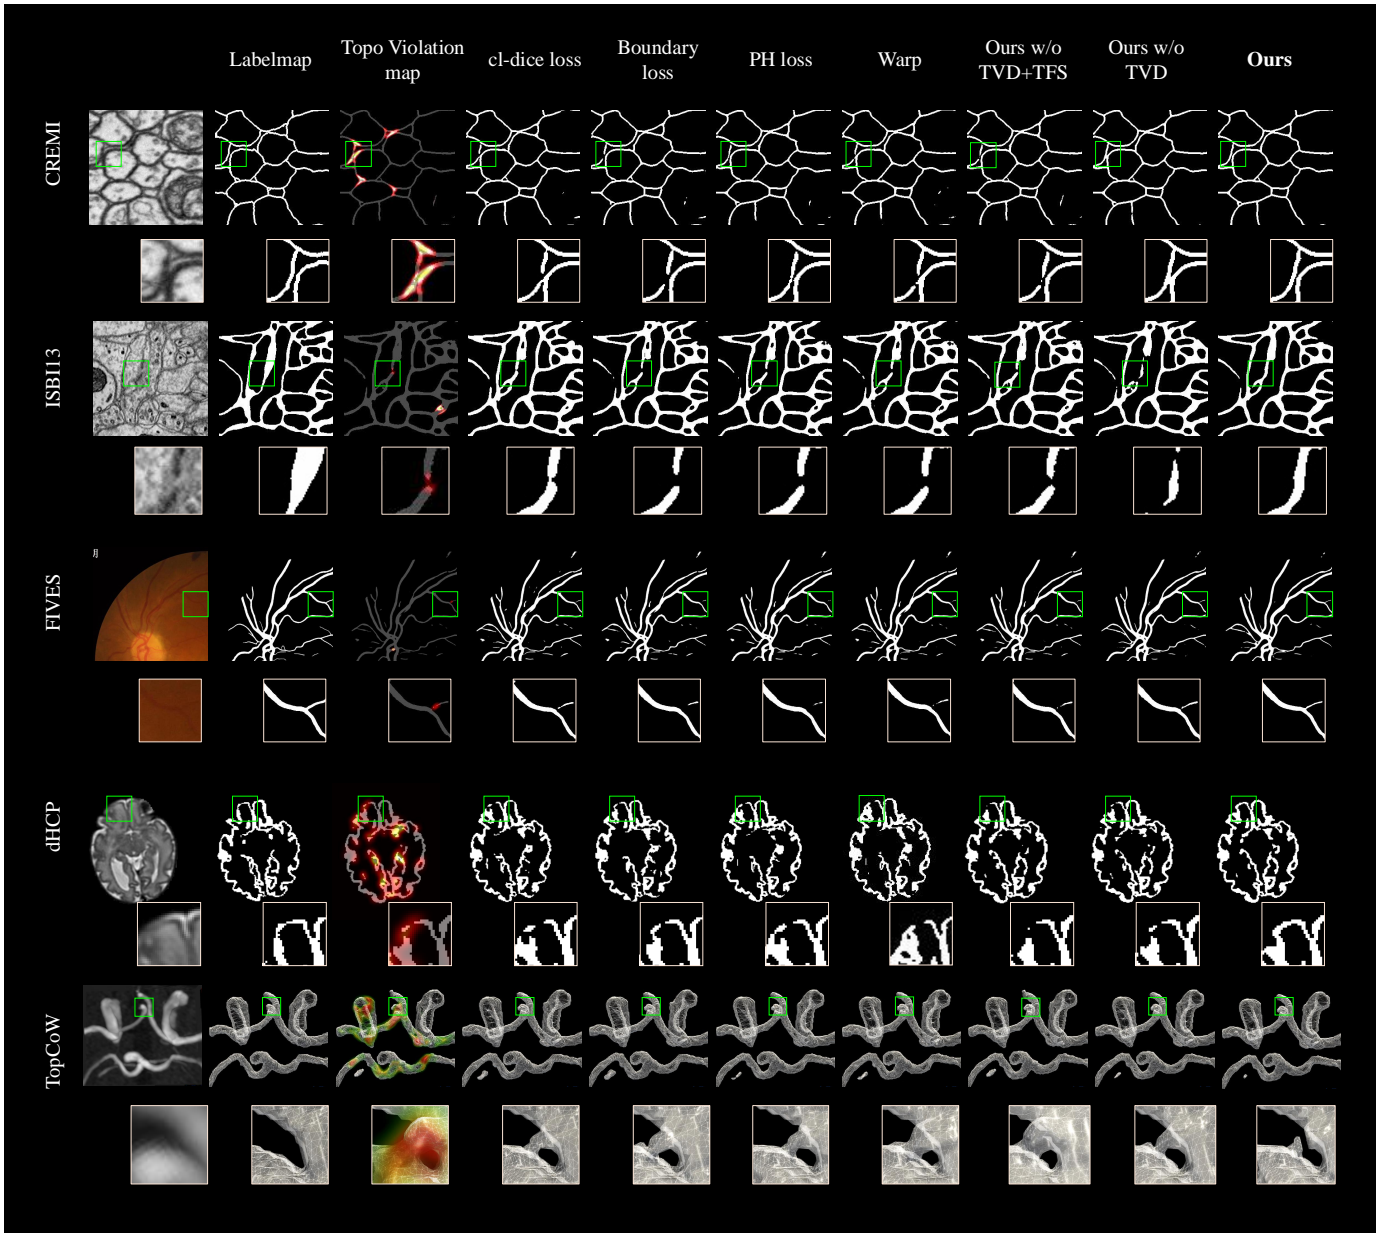 Labelmap
Topo Violation
map
cl-dice loss
Boundary
loss
PH loss
Warp
Ours w/o
TVD+TFS
Ours w/o
TVD
Ours
CREMI
ISBI13
FIVES
dHCP
TopCoW